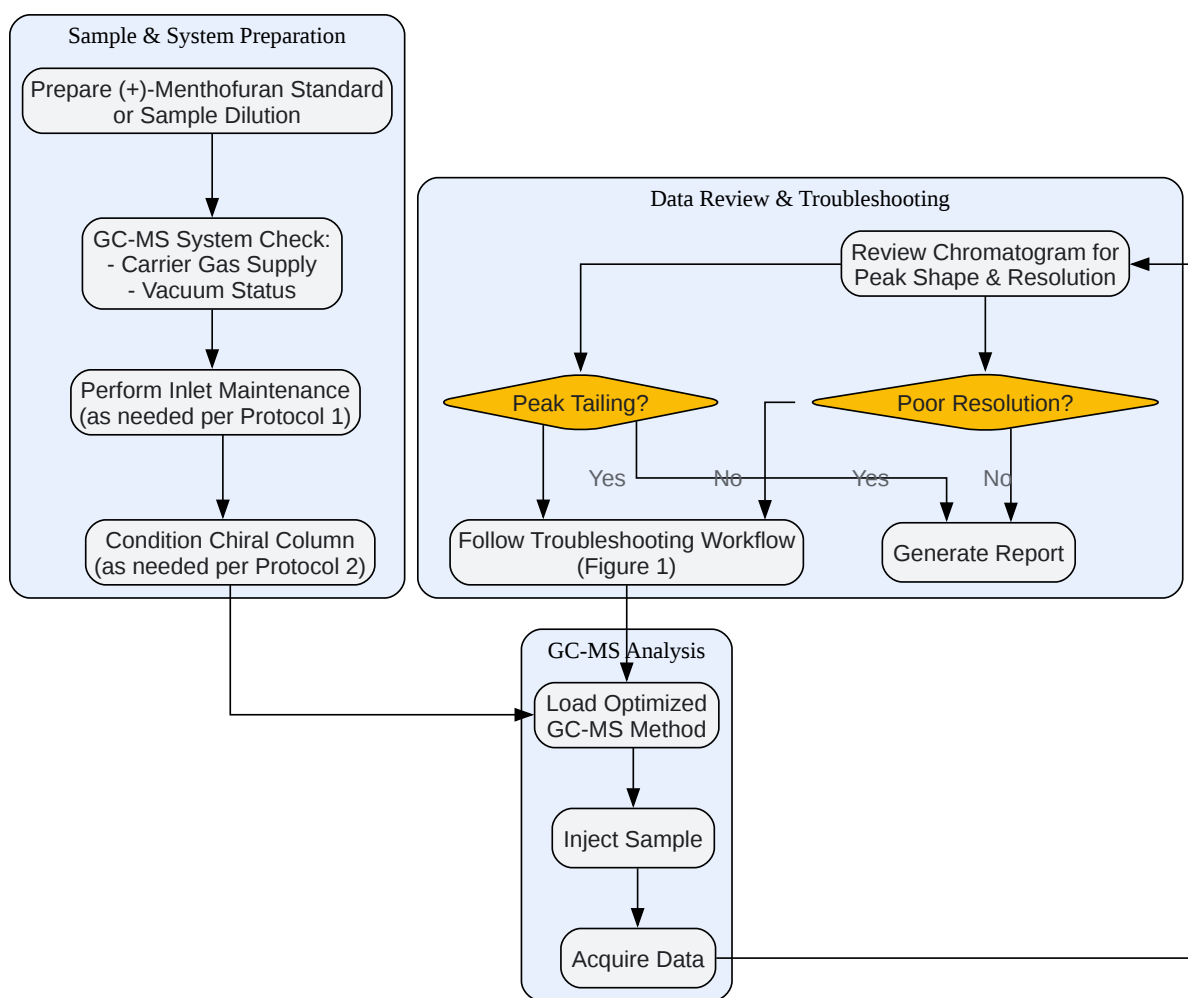 Sample & System Preparation
Prepare (+)-Menthofuran Standard
or Sample Dilution
GC-MS System Check:
- Carrier Gas Supply
- Vacuum Status
Perform Inlet Maintenance
(as needed per Protocol 1)
Condition Chiral Column
(as needed per Protocol 2)
Data Review & Troubleshooting
Review Chromatogram for
Peak Shape & Resolution
Peak Tailing?
Poor Resolution?
Yes
No
Yes
No
Follow Troubleshooting Workflow
(Figure 1)
Generate Report
GC-MS Analysis
Load Optimized
GC-MS Method
Inject Sample
Acquire Data